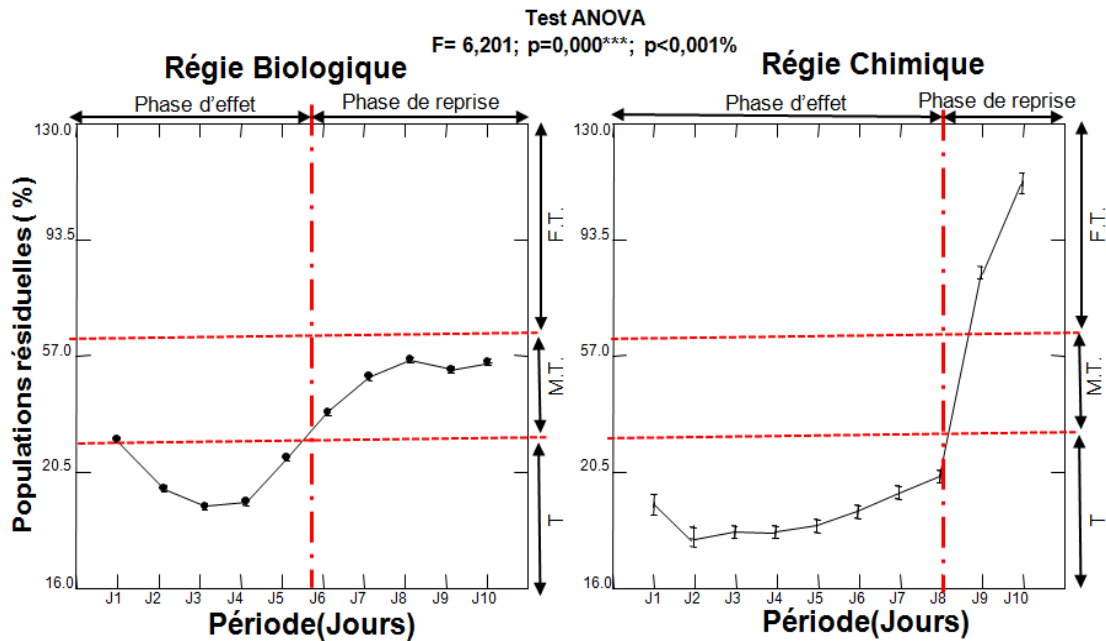 Test ANOVA
F= 6,201; p=0,000***; p<0,001%
Régie Biologique
Régie Chimique
Phase d'effet
Phase de reprise
Phase d'effet
Phase de reprise
Populations résiduelles ( %)
130.0
93.5
57.0
20.5
16.0
J1 J2 J3 J4 J5 J6 J7 J8 J9 J10
Période(Jours)
F.T.
M.T.
T
130.0
93.5
57.0
20.5
16.0
J1 J2 J3 J4 J5 J6 J7 J8 J9 J10
Période(Jours)
F.T.
M.T.
T